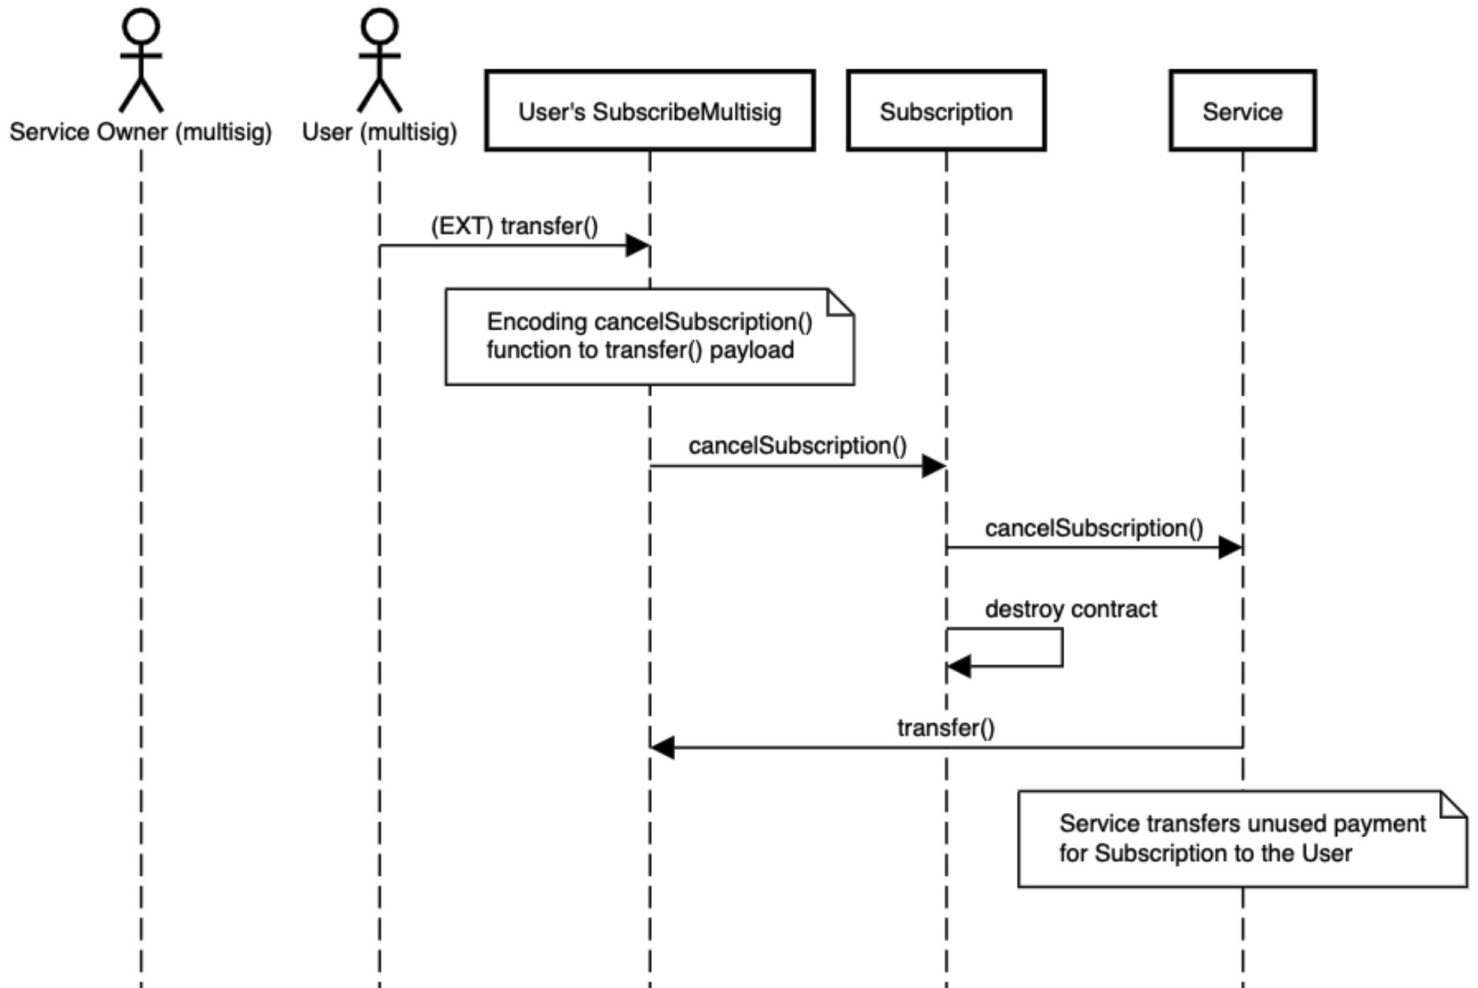 Service Owner (multisig)
User (multisig)
User's SubscribeMultisig
Subscription
Service
(EXT) transfer()
Encoding cancelSubscription()
function to transfer() payload
cancelSubscription()
cancelSubscription()
destroy contract
transfer()
Service transfers unused payment
for Subscription to the User